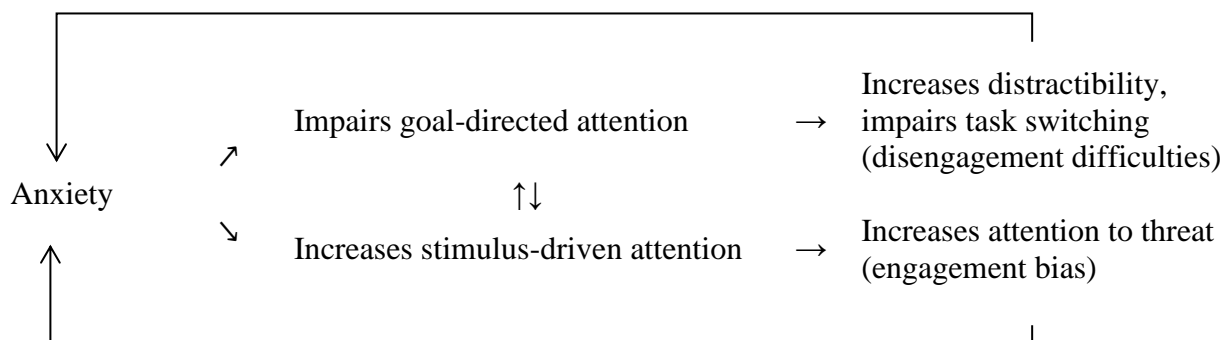 Increases distractibility,
Impairs goal-directed attention → impairs task switching
↗ (disengagement difficulties)
Anxiety ↑↓
↘ Increases attention to threat
Increases stimulus-driven attention → (engagement bias)